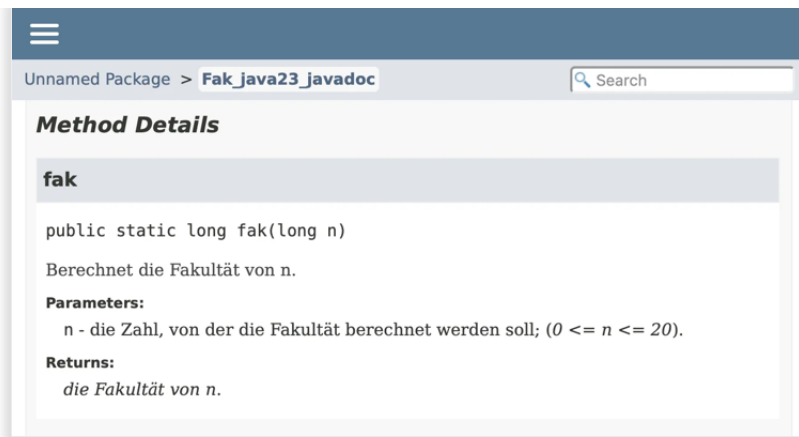 Unnamed Package > Fak_java23_javadoc
Search
Method Details
fak
public static long fak(long n)
Berechnet die Fakultät von n.
Parameters:
n - die Zahl, von der die Fakultät berechnet werden soll; (0 <= n <= 20).
Returns:
die Fakultät von n.